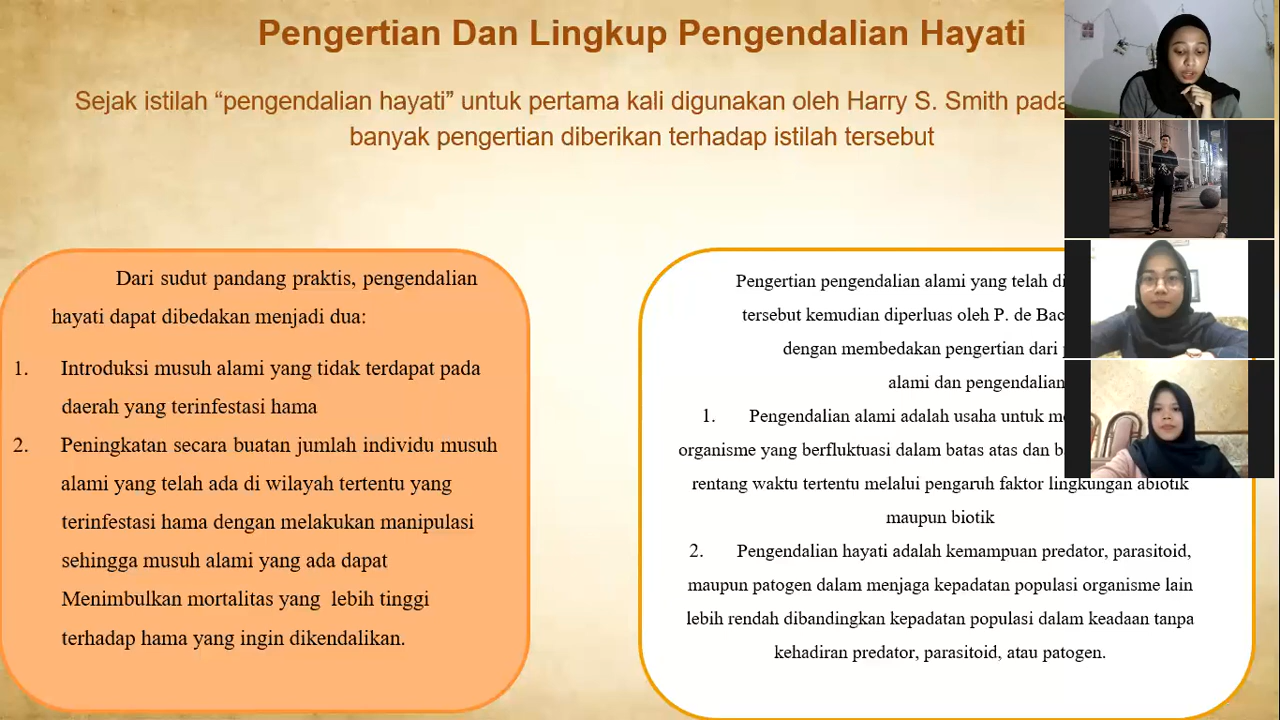 Pengertian Dan Lingkup Pengendalian Hayati
Sejak istilah “pengendalian hayati” untuk pertama kali digunakan oleh Harry S. Smith pada
banyak pengertian diberikan terhadap istilah tersebut
Dari sudut pandang praktis, pengendalian
hayati dapat dibedakan menjadi dua:
1. Introduksi musuh alami yang tidak terdapat pada
daerah yang terinfestasi hama
2. Peningkatan secara buatan jumlah individu musuh
alami yang telah ada di wilayah tertentu yang
terinfestasi hama dengan melakukan manipulasi
sehingga musuh alami yang ada dapat
Menimbulkan mortalitas yang lebih tinggi
terhadap hama yang ingin dikendalikan.
Pengertian pengendalian alami yang telah
tersebut kemudian diperluas oleh P. de
dengan membedakan pengertian dari
alami dan pengendalian
1. Pengendalian alami adalah usaha untuk
organisme yang berfluktuasi dalam batas atas dan
rentang waktu tertentu melalui pengaruh faktor lingkungan abiotik
maupun biotik
2. Pengendalian hayati adalah kemampuan predator, parasitoid,
maupun patogen dalam menjaga kepadatan populasi organisme lain
lebih rendah dibandingkan kepadatan populasi dalam keadaan tanpa
kehadiran predator, parasitoid, atau patogen.